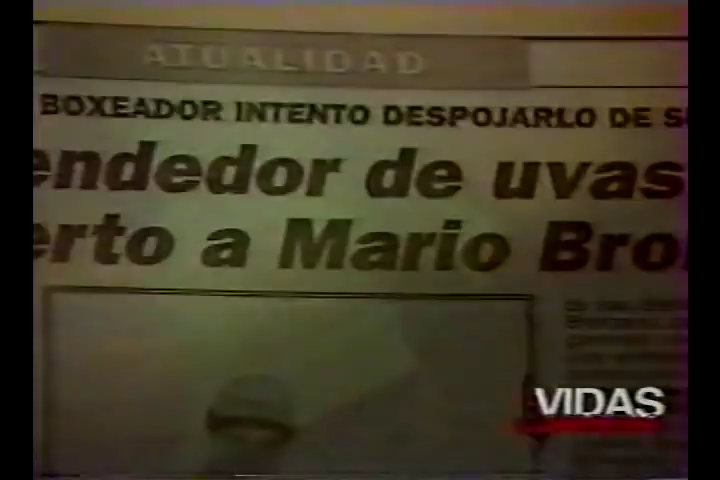 ATUALIDAD
BOXEADOR INTENTO DESPOJARLO DE S
endedor de uvas
erto a Mario Bro
VIDAS